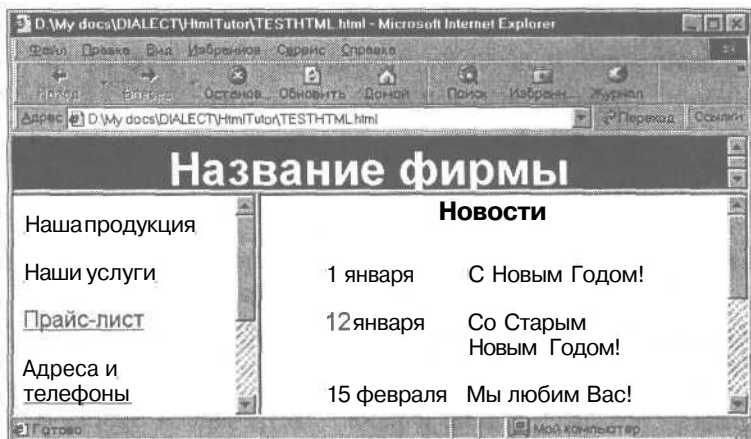 D:\My docs\DIALECT\HtmlTutor\TESTHTML.html - Microsoft Internet Explorer
Файл Правка Вид Избранное Сервис Справка
Назад Вперед Останов... Обновить Домой Поиск Избранн... Журнал
Адрес D:\My docs\DIALECT\HtmlTutor\TESTHTML.html Переход Ссылки
Название фирмы
Наша продукция
Наши услуги
Прайс-лист
Адреса и
телефоны
Новости
1 января С Новым Годом!
12 января Со Старым
Новым Годом!
15 февраля Мы любим Вас!
Готово Мой компьютер